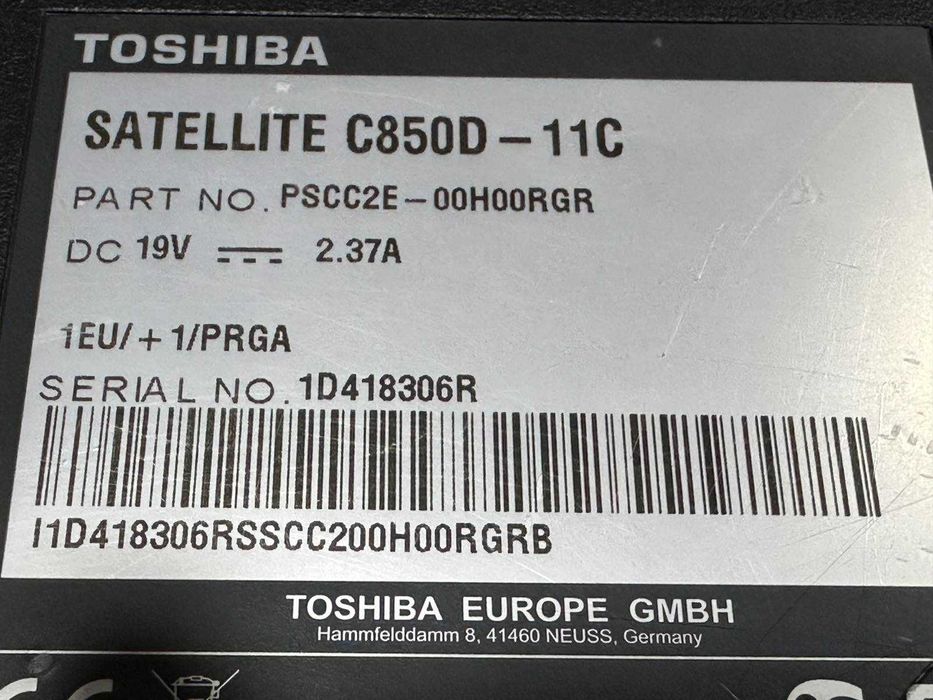 TOSHIBA
SATELLITE C850D-11C
PART NO. PSCC2E-00H00RGR
DC 19V 2.37A
1EU/+1/PRGA
SERIAL NO. 1D418306R
I1D418306RSSCC200H00RGRB
TOSHIBA EUROPE GMBH
Hammfelddamm 8, 41460 NEUSS, Germany